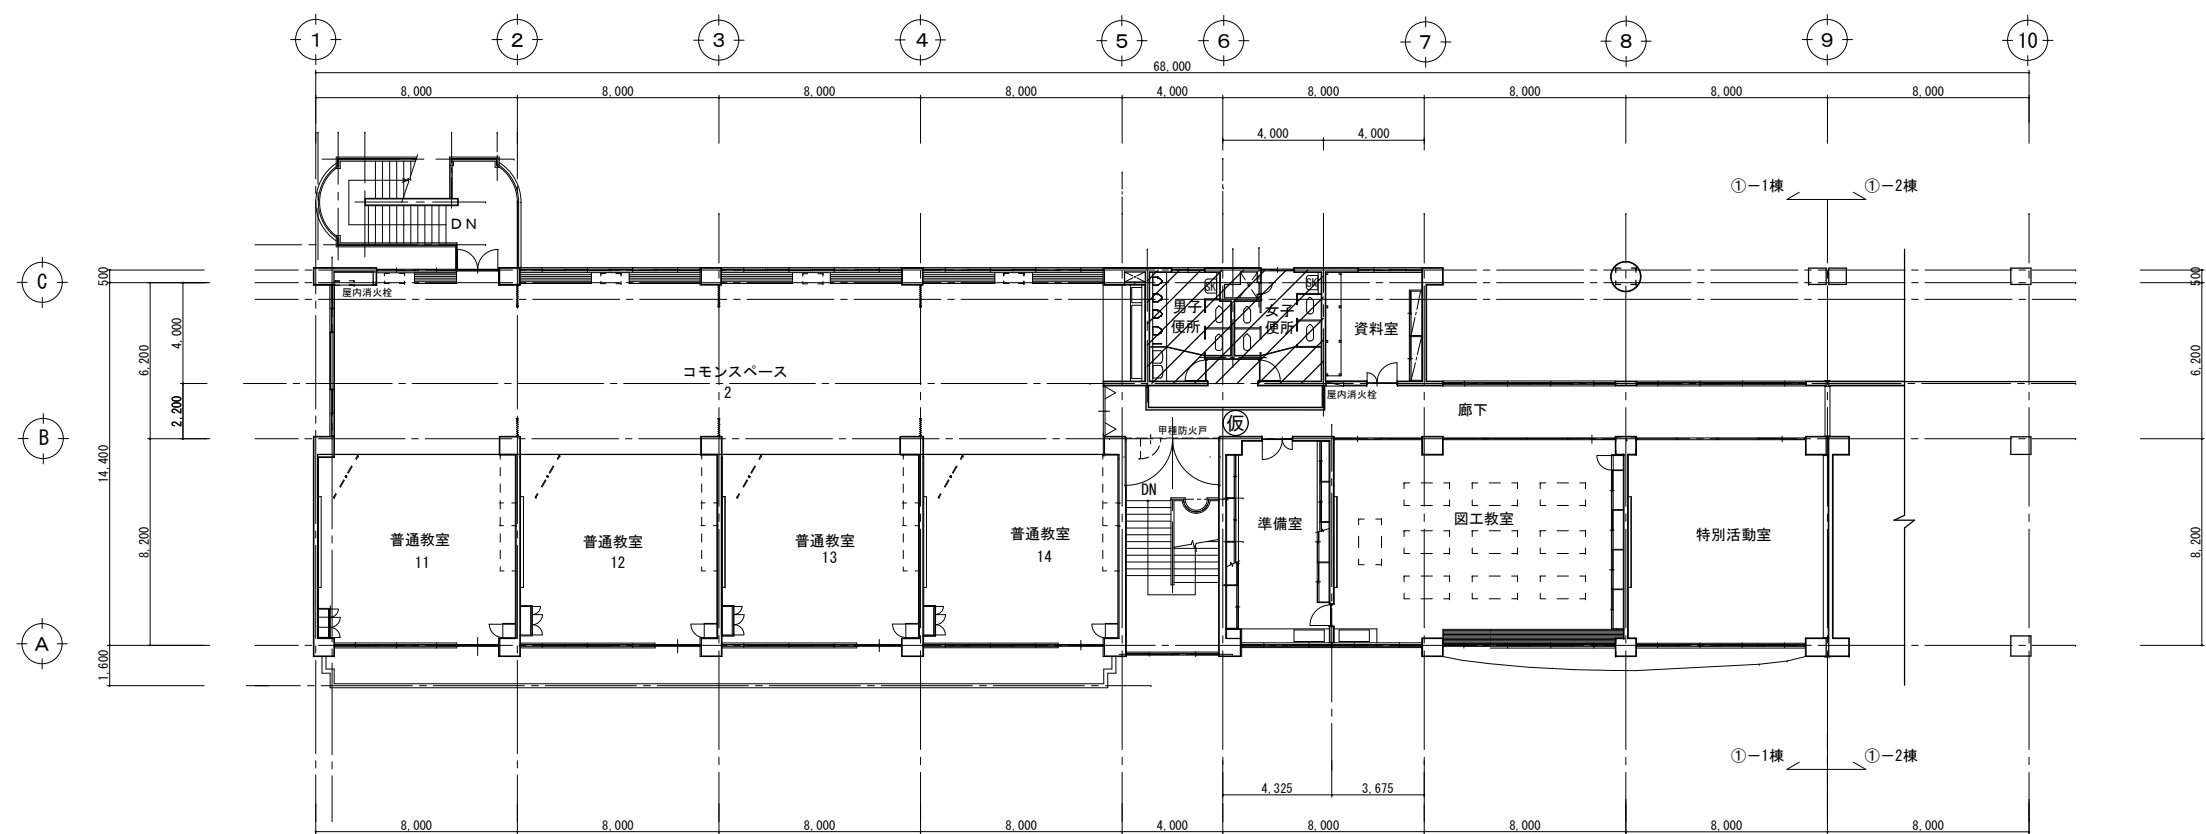 1 2 3 4 5 6 7 8 9 10
68,000
8,000 8,000 8,000 8,000 4,000 8,000 8,000 8,000 8,000
4,000 4,000
①-1棟 ①-2棟
DN
C
500
500
屋内消火栓
SK
SK
男子
便所
女子
便所
資料室
4,000
6,200
6,200
コモンスペース
2
屋内消火栓
2,200
廊下
仮
甲種防火戸
B
14,400
DN
普通教室
11
普通教室
12
普通教室
13
普通教室
14
準備室
図工教室
特別活動室
8,200
8,200
A
1,600
①-1棟 ①-2棟
4,325 3,675
8,000 8,000 8,000 8,000 4,000 8,000 8,000 8,000 8,000